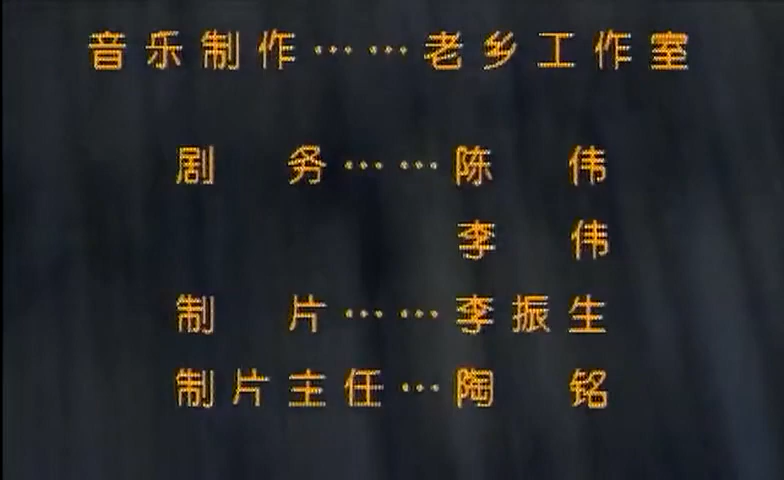 音乐制作……老乡工作室
剧 务……陈 伟
李 伟
制 片……李振生
制片主任…陶 铭